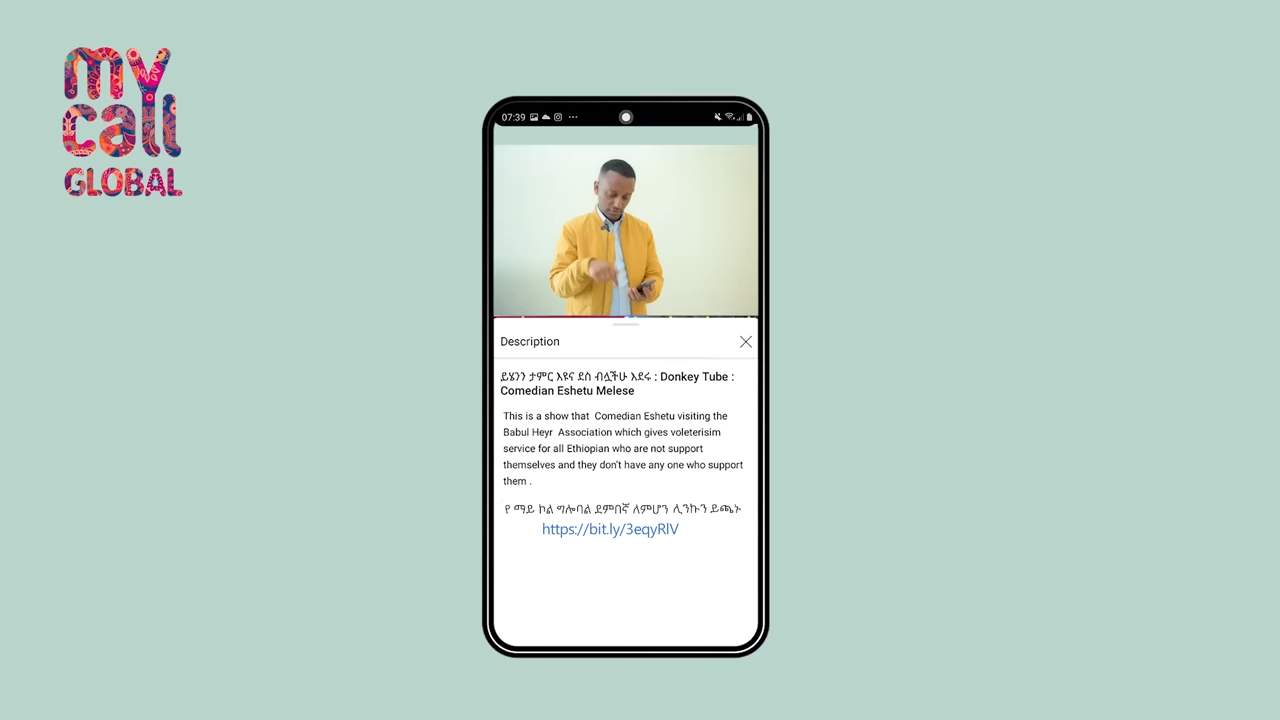 my
call
GLOBAL
07:39
Description
ይሄንን ታምር እዩና ደስ ብሏችሁ እደሩ : Donkey Tube :
Comedian Eshetu Melese
This is a show that Comedian Eshetu visiting the
Babul Heyr Association which gives voleterisim
service for all Ethiopian who are not support
themselves and they don't have any one who support
them .
የ ማይ ኮል ግሎባል ደምበኛ ለምሆን ሊንኩን ይጫኑ
https://bit.ly/3eqyRlV